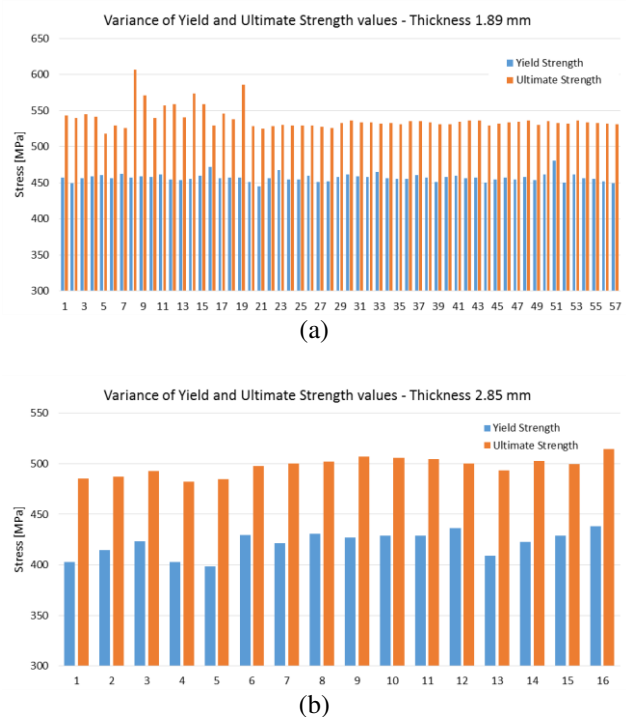 Variance of Yield and Ultimate Strength values - Thickness 1.89 mm
650
600
550
500
450
400
350
300
Stress [MPa]
Yield Strength
Ultimate Strength
1 3 5 7 9 11 13 15 17 19 21 23 25 27 29 31 33 35 37 39 41 43 45 47 49 51 53 55 57
(a)
Variance of Yield and Ultimate Strength values - Thickness 2.85 mm
550
500
450
400
350
300
Stress [MPa]
Yield Strength
Ultimate Strength
1 2 3 4 5 6 7 8 9 10 11 12 13 14 15 16
(b)